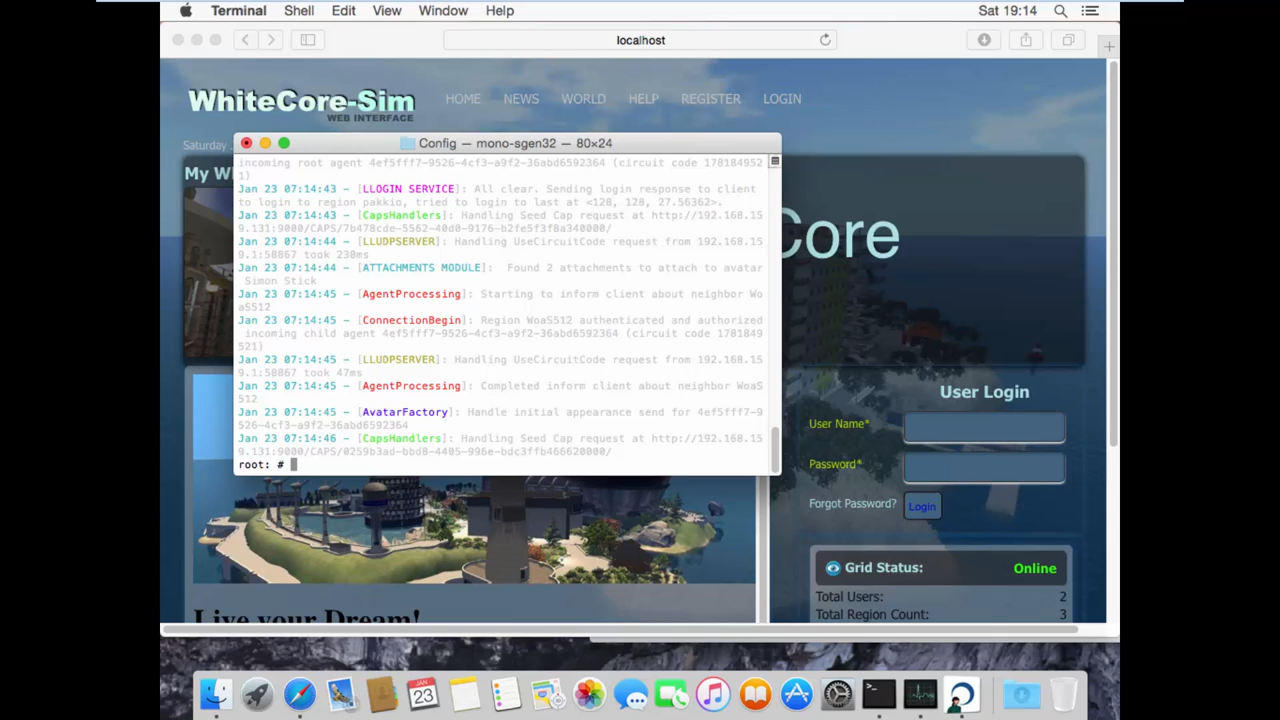 Terminal Shell Edit View Window Help Sat 19:14
localhost
WhiteCore-Sim
WEB INTERFACE
HOME NEWS WORLD HELP REGISTER LOGIN
Saturday
My W
Core
Config — mono-sgen32 — 80×24
incoming root agent 4ef5fff7-9526-4cf3-a9f2-36abd6592364 (circuit code 178184952
1)
Jan 23 07:14:43 - [LLOGIN SERVICE]: All clear. Sending login response to client
to login to region pakkio, tried to login to last at <128, 128, 27.56362>.
Jan 23 07:14:43 - [CapsHandlers]: Handling Seed Cap request at http://192.168.15
9.131:9000/CAPS/7b478cde-5562-40d0-9176-b2fe5f3f8a340000/
Jan 23 07:14:44 - [LLUDPSERVER]: Handling UseCircuitCode request from 192.168.15
9.1:58867 took 238ms
Jan 23 07:14:44 - [ATTACHMENTS MODULE]: Found 2 attachments to attach to avatar
Simon Stick
Jan 23 07:14:45 - [AgentProcessing]: Starting to inform client about neighbor Wo
aS512
Jan 23 07:14:45 - [ConnectionBegin]: Region WoaS512 authenticated and authorized
incoming child agent 4ef5fff7-9526-4cf3-a9f2-36abd6592364 (circuit code 1781849
521)
Jan 23 07:14:45 - [LLUDPSERVER]: Handling UseCircuitCode request from 192.168.15
9.1:58867 took 47ms
Jan 23 07:14:45 - [AgentProcessing]: Completed inform client about neighbor WoaS
512
Jan 23 07:14:45 - [AvatarFactory]: Handle initial appearance send for 4ef5fff7-9
526-4cf3-a9f2-36abd6592364
Jan 23 07:14:46 - [CapsHandlers]: Handling Seed Cap request at http://192.168.15
9.131:9000/CAPS/0259b3ad-bbd8-4405-996e-bdc3ffb466620000/
root: #
User Login
User Name*
Password*
Forgot Password? Login
Grid Status: Online
Total Users: 2
Total Region Count: 3
Live your Dream!
JAN
23